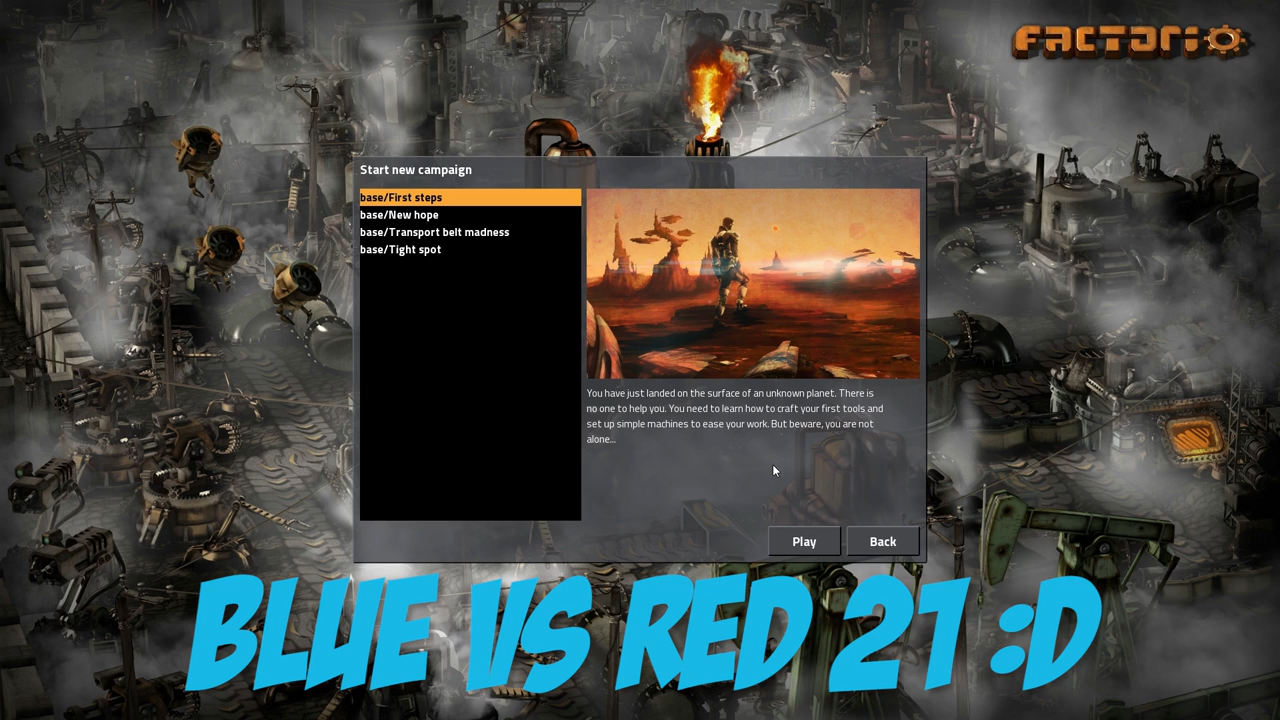 FACTORIO
Start new campaign
base/First steps
base/New hope
base/Transport belt madness
base/Tight spot
You have just landed on the surface of an unknown planet. There is
no one to help you. You need to learn how to craft your first tools and
set up simple machines to ease your work. But beware, you are not
alone...
Play
Back
BLUE VS RED 21 :D